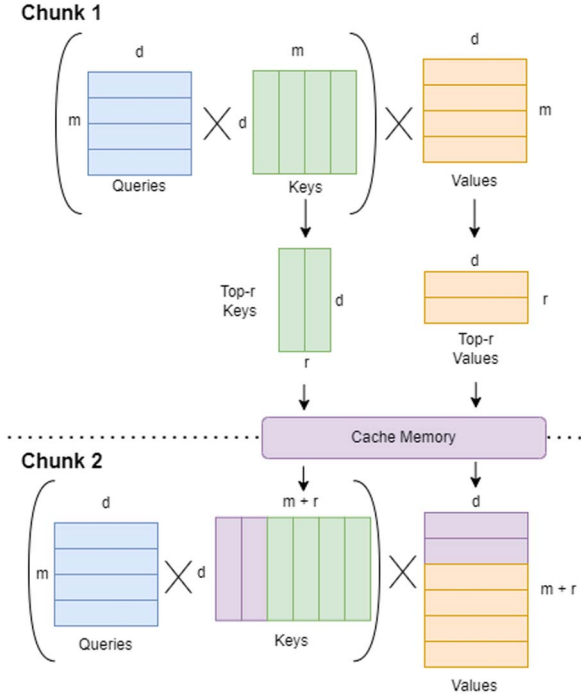 Chunk 1
d
m
d
m
d
m
Queries
Keys
Values
Top-r
Keys
d
r
d
r
Top-r
Values
Cache Memory
Chunk 2
d
m + r
d
m
d
m + r
Queries
Keys
Values